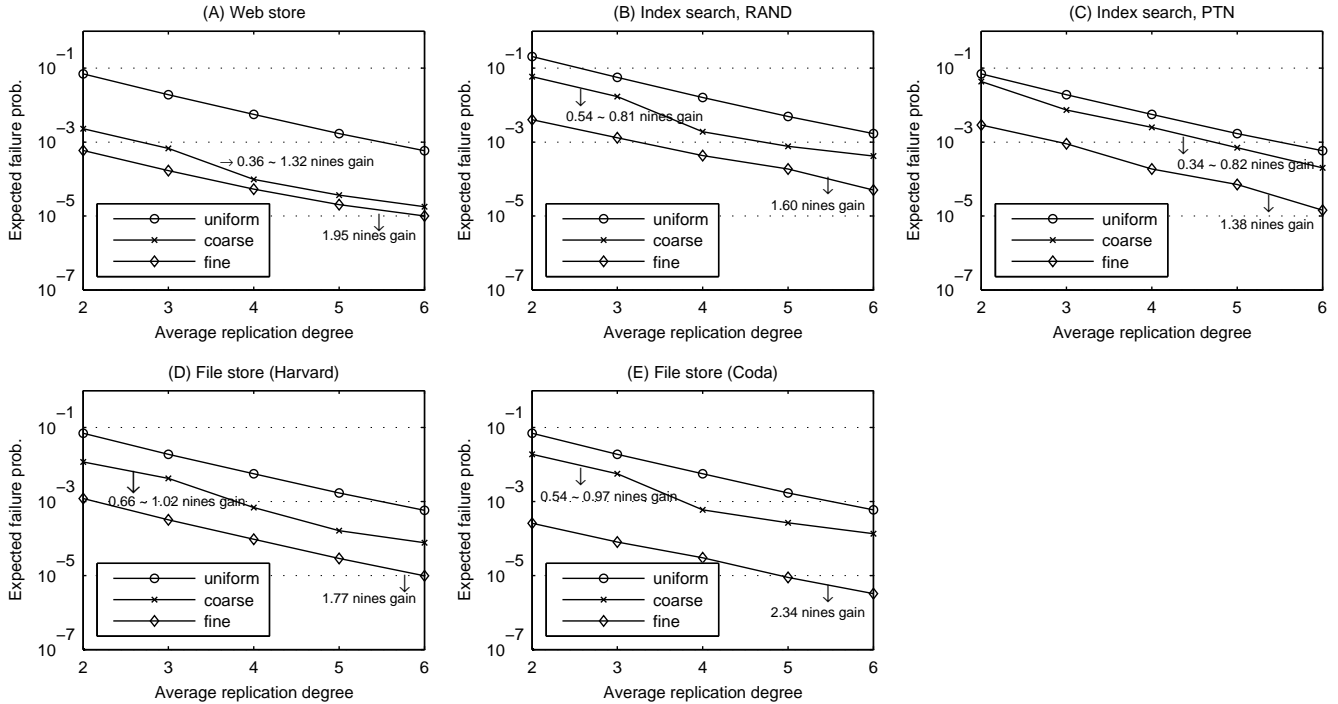 (A) Web store
Expected failure prob.
10 −1
10 −3
10 −5
10 −7
→ 0.36 ~ 1.32 nines gain
1.95 nines gain
uniform
coarse
fine
2 3 4 5 6
Average replication degree
(B) Index search, RAND
Expected failure prob.
10 −1
10 −3
10 −5
10 −7
0.54 ~ 0.81 nines gain
1.60 nines gain
uniform
coarse
fine
2 3 4 5 6
Average replication degree
(C) Index search, PTN
Expected failure prob.
10 −1
10 −3
10 −5
10 −7
0.34 ~ 0.82 nines gain
1.38 nines gain
uniform
coarse
fine
2 3 4 5 6
Average replication degree
(D) File store (Harvard)
Expected failure prob.
10 −1
10 −3
10 −5
10 −7
0.66 ~ 1.02 nines gain
1.77 nines gain
uniform
coarse
fine
2 3 4 5 6
Average replication degree
(E) File store (Coda)
Expected failure prob.
10 −1
10 −3
10 −5
10 −7
0.54 ~ 0.97 nines gain
2.34 nines gain
uniform
coarse
fine
2 3 4 5 6
Average replication degree